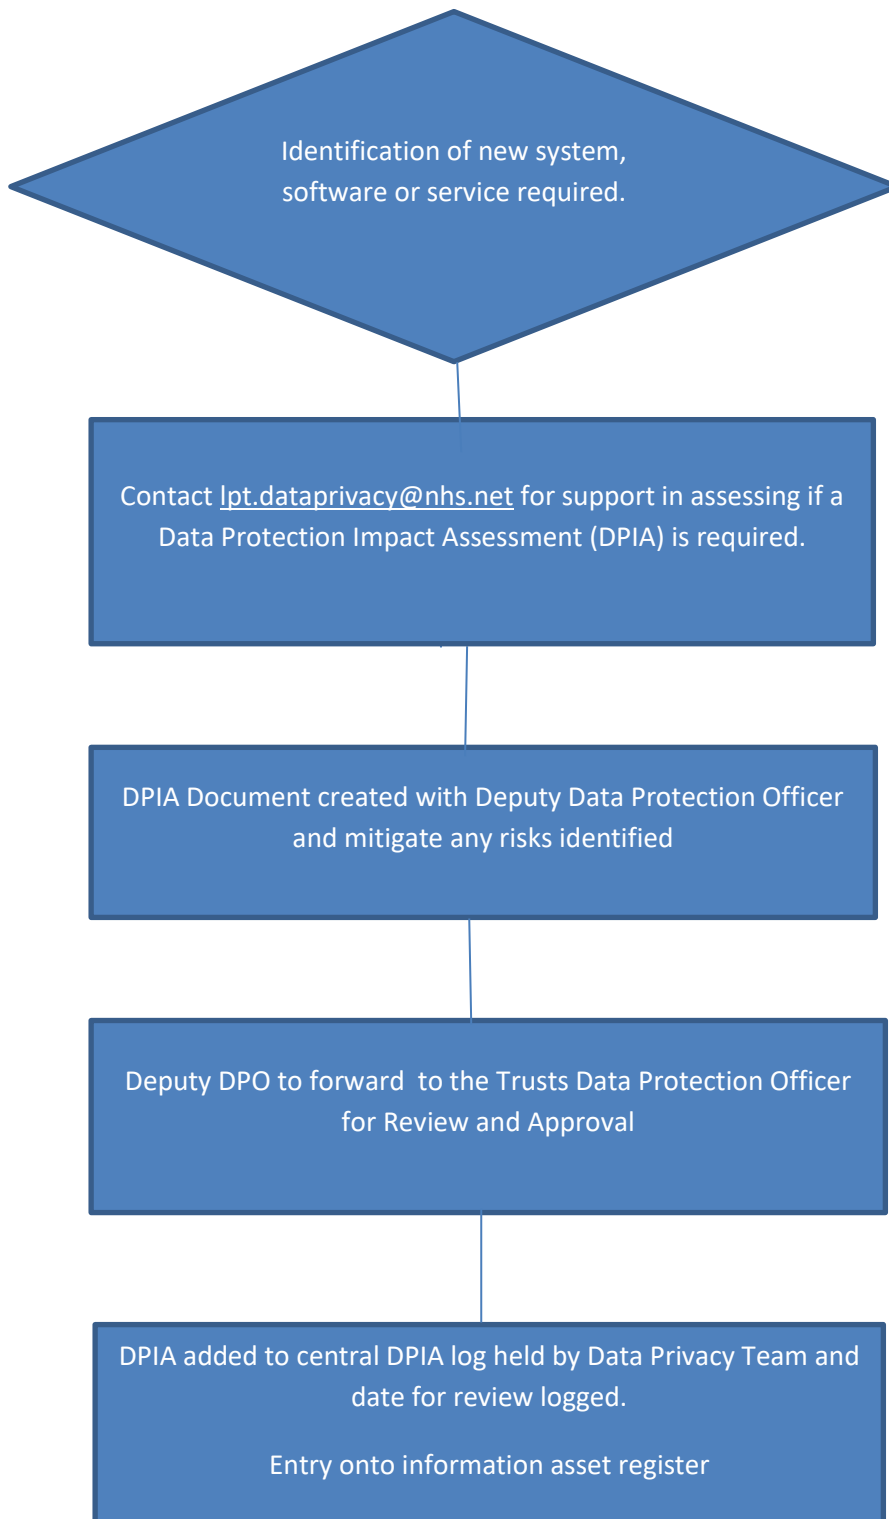 Identification of new system,
software or service required.
Contact lpt.dataprivacy@nhs.net for support in assessing if a
Data Protection Impact Assessment (DPIA) is required.
DPIA Document created with Deputy Data Protection Officer
and mitigate any risks identified
Deputy DPO to forward  to the Trusts Data Protection Officer
for Review and Approval
DPIA added to central DPIA log held by Data Privacy Team and
date for review logged.
Entry onto information asset register